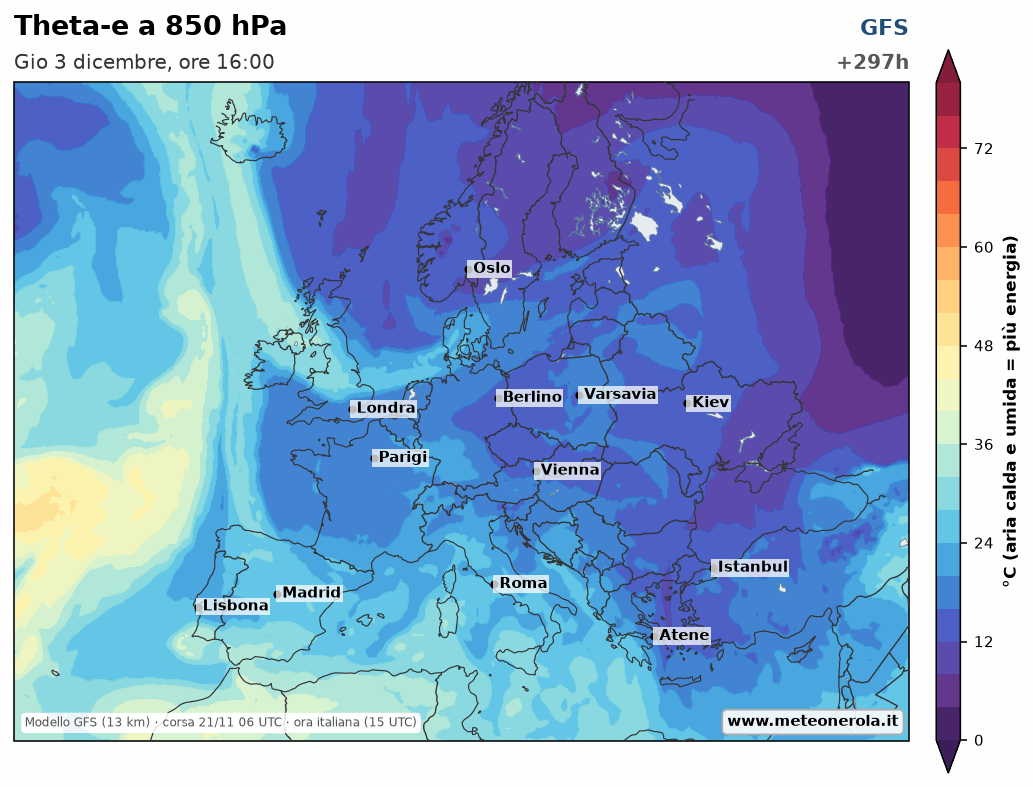 Theta-e a 850 hPa
GFS
Gio 3 dicembre, ore 16:00
+297h
72
60
48
36
24
12
0
°C (aria calda e umida = più energia)
Oslo
Londra
Berlino
Varsavia
Kiev
Parigi
Vienna
Istanbul
Roma
Madrid
Lisbona
Atene
Modello GFS (13 km) · corsa 21/11 06 UTC · ora italiana (15 UTC)
www.meteonerola.it